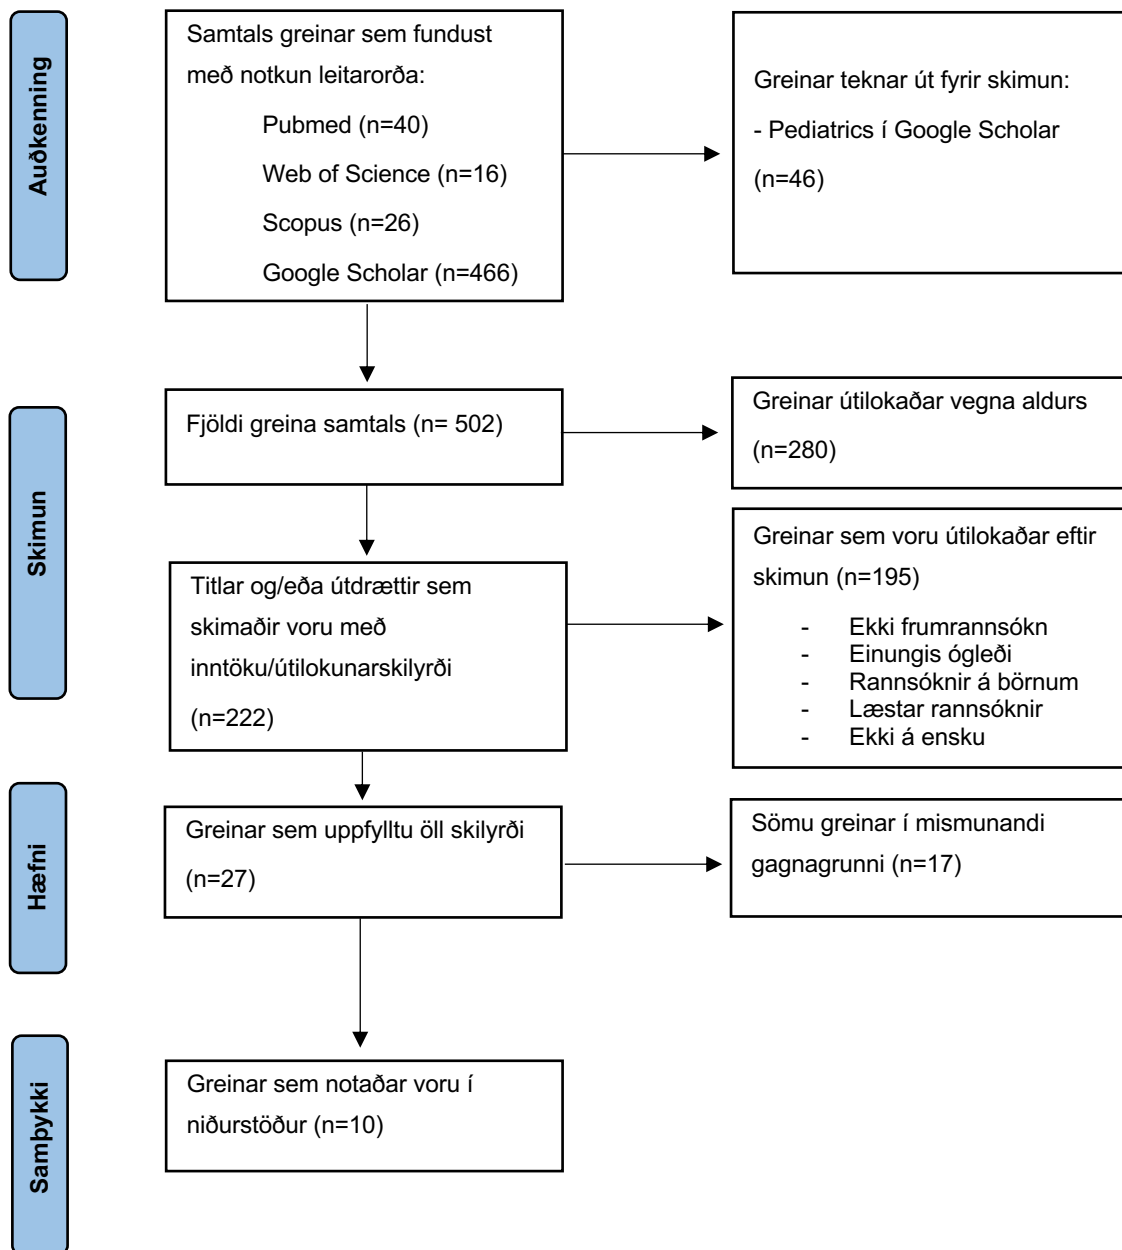 Auðkenning
Samtals greinar sem fundust
með notkun leitarorða:
Pubmed (n=40)
Web of Science (n=16)
Scopus (n=26)
Google Scholar (n=466)
Greinar teknar út fyrir skimun:
- Pediatrics í Google Scholar
(n=46)
Skimun
Fjöldi greina samtals (n= 502)
Greinar útilokaðar vegna aldurs
(n=280)
Titlar og/eða útdrættir sem
skimaðir voru með
inntöku/útilokunarskilyrði
(n=222)
Greinar sem voru útilokaðar eftir
skimun (n=195)
- Ekki frumrannsókn
- Einungis ógleði
- Rannsóknir á börnum
- Læstar rannsóknir
- Ekki á ensku
Hæfni
Greinar sem uppfylltu öll skilyrði
(n=27)
Sömu greinar í mismunandi
gagnagrunni (n=17)
Samþykki
Greinar sem notaðar voru í
niðurstöður (n=10)